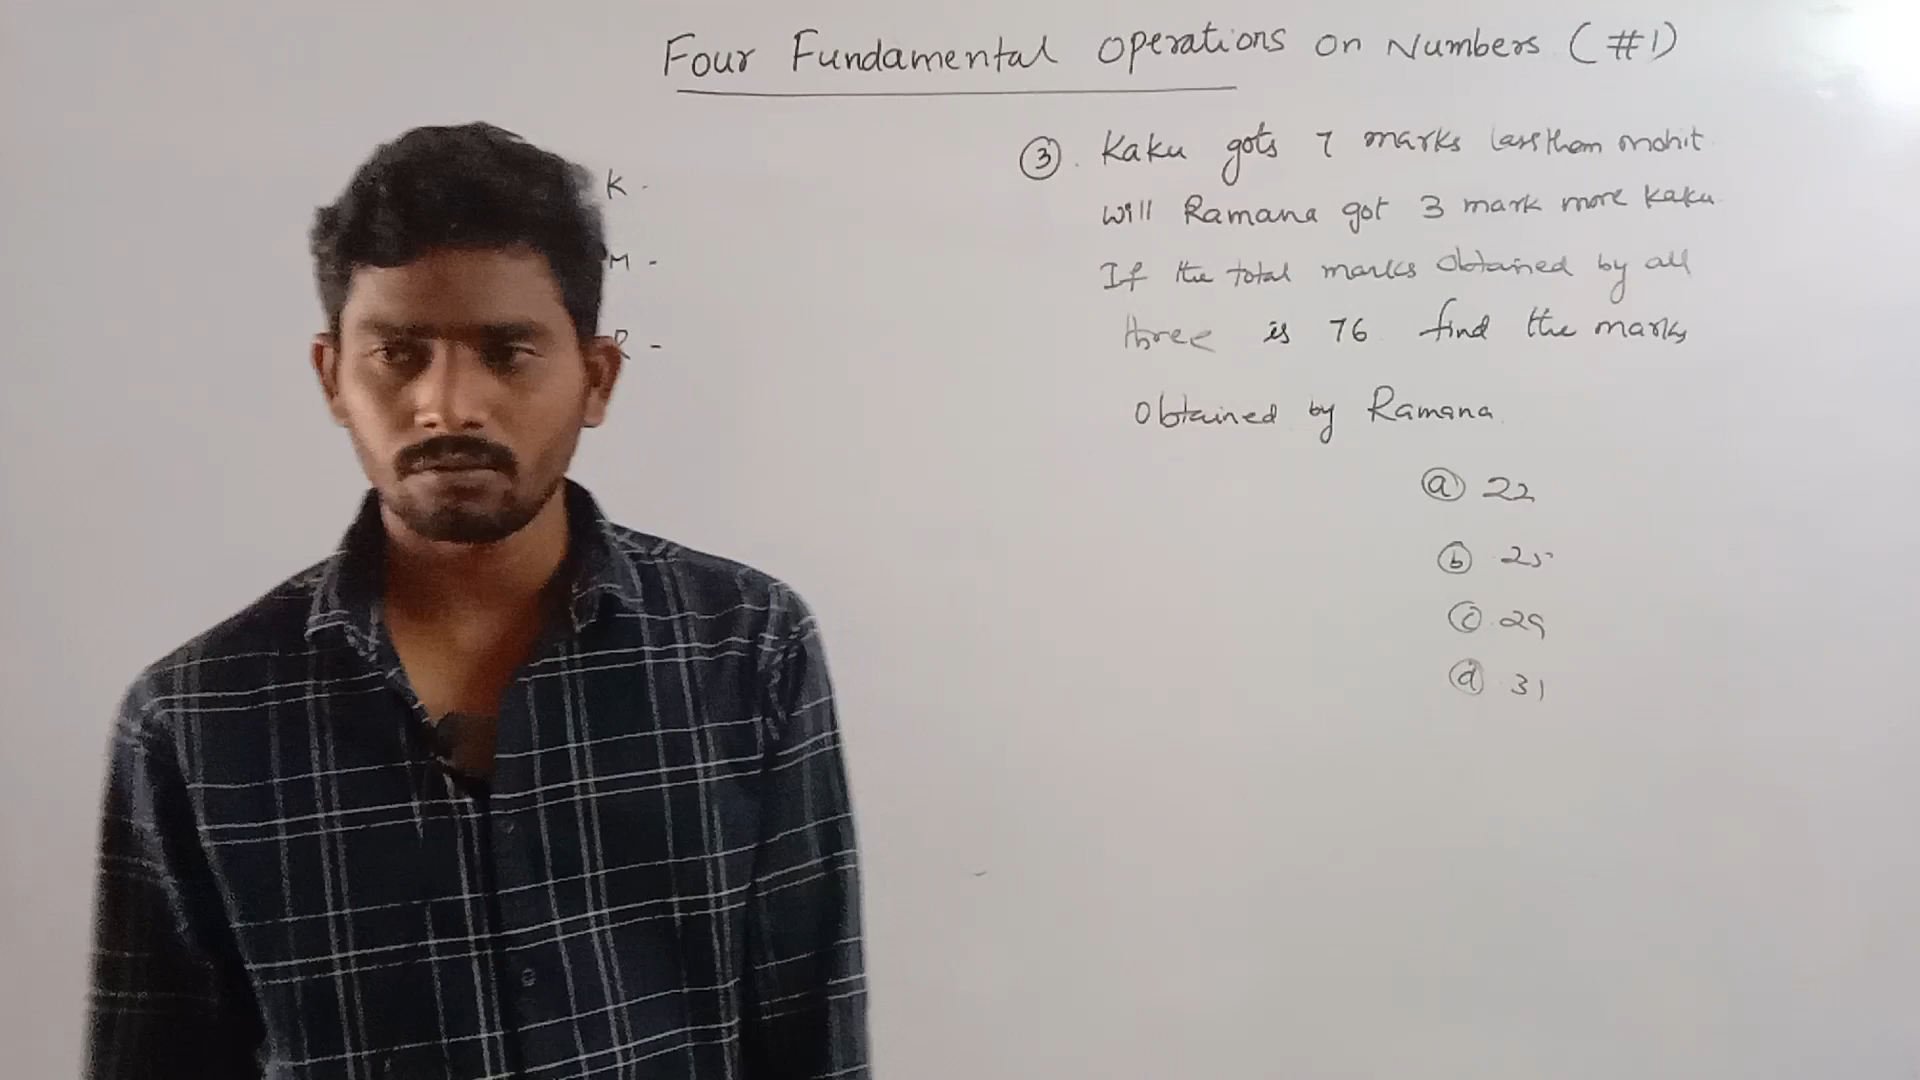 Four Fundamental Operations on Numbers (#1)
K -
M -
R -
③. Kaku gots 7 marks lessthan mohit
will Ramana got 3 mark more kaku
If the total marks obtained by all
three is 76 find the marks
obtained by Ramana.
ⓐ 22
ⓑ 25
ⓒ 29
ⓓ 31